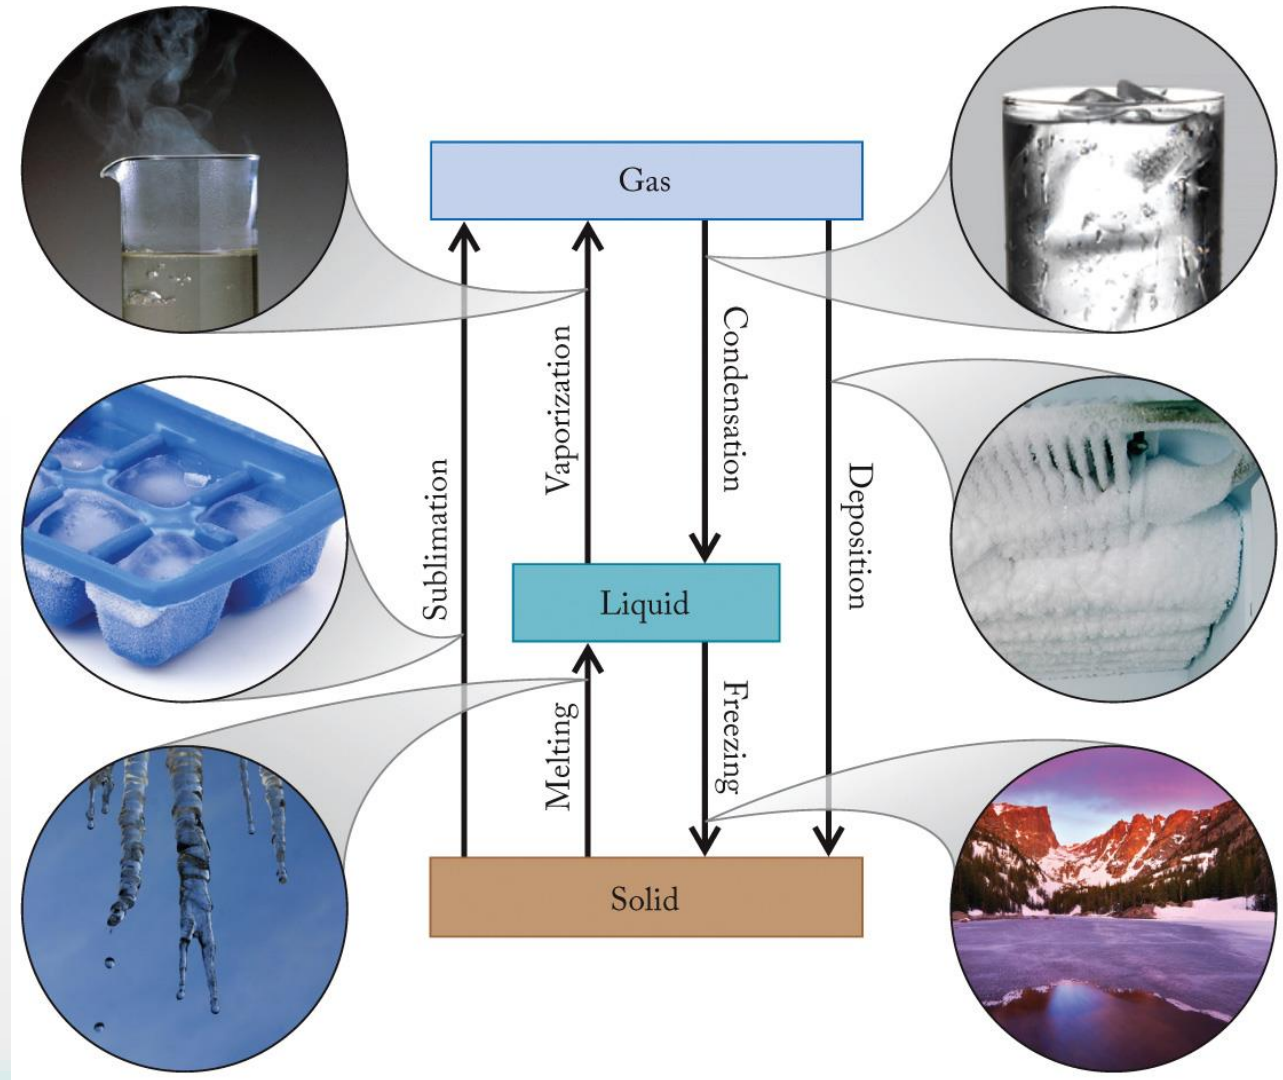 Gas
Sublimation
Vaporization
Condensation
Deposition
Liquid
Melting
Freezing
Solid